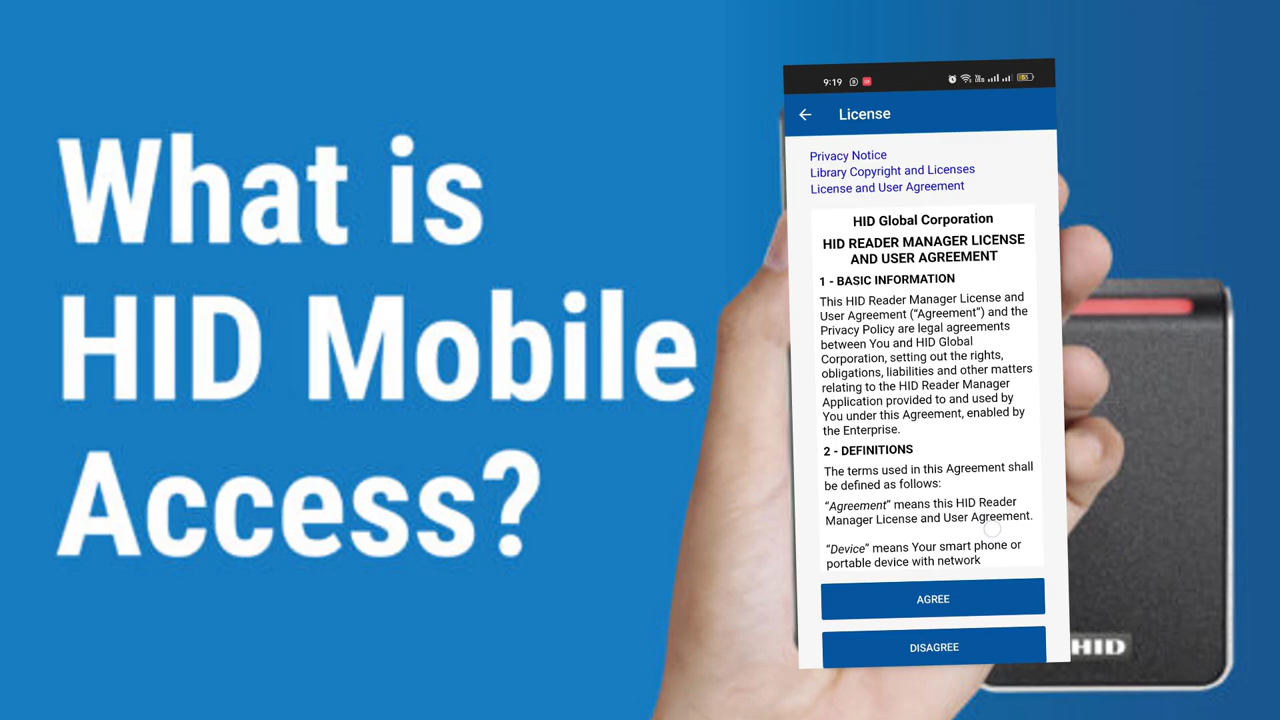 What is
HID Mobile
Access?
9:19
License
Privacy Notice
Library Copyright and Licenses
License and User Agreement
HID Global Corporation
HID READER MANAGER LICENSE
AND USER AGREEMENT
1 - BASIC INFORMATION
This HID Reader Manager License and
User Agreement (“Agreement”) and the
Privacy Policy are legal agreements
between You and HID Global
Corporation, setting out the rights,
obligations, liabilities and other matters
relating to the HID Reader Manager
Application provided to and used by
You under this Agreement, enabled by
the Enterprise.
2 - DEFINITIONS
The terms used in this Agreement shall
be defined as follows:
“Agreement” means this HID Reader
Manager License and User Agreement.
“Device” means Your smart phone or
portable device with network
AGREE
DISAGREE
HID